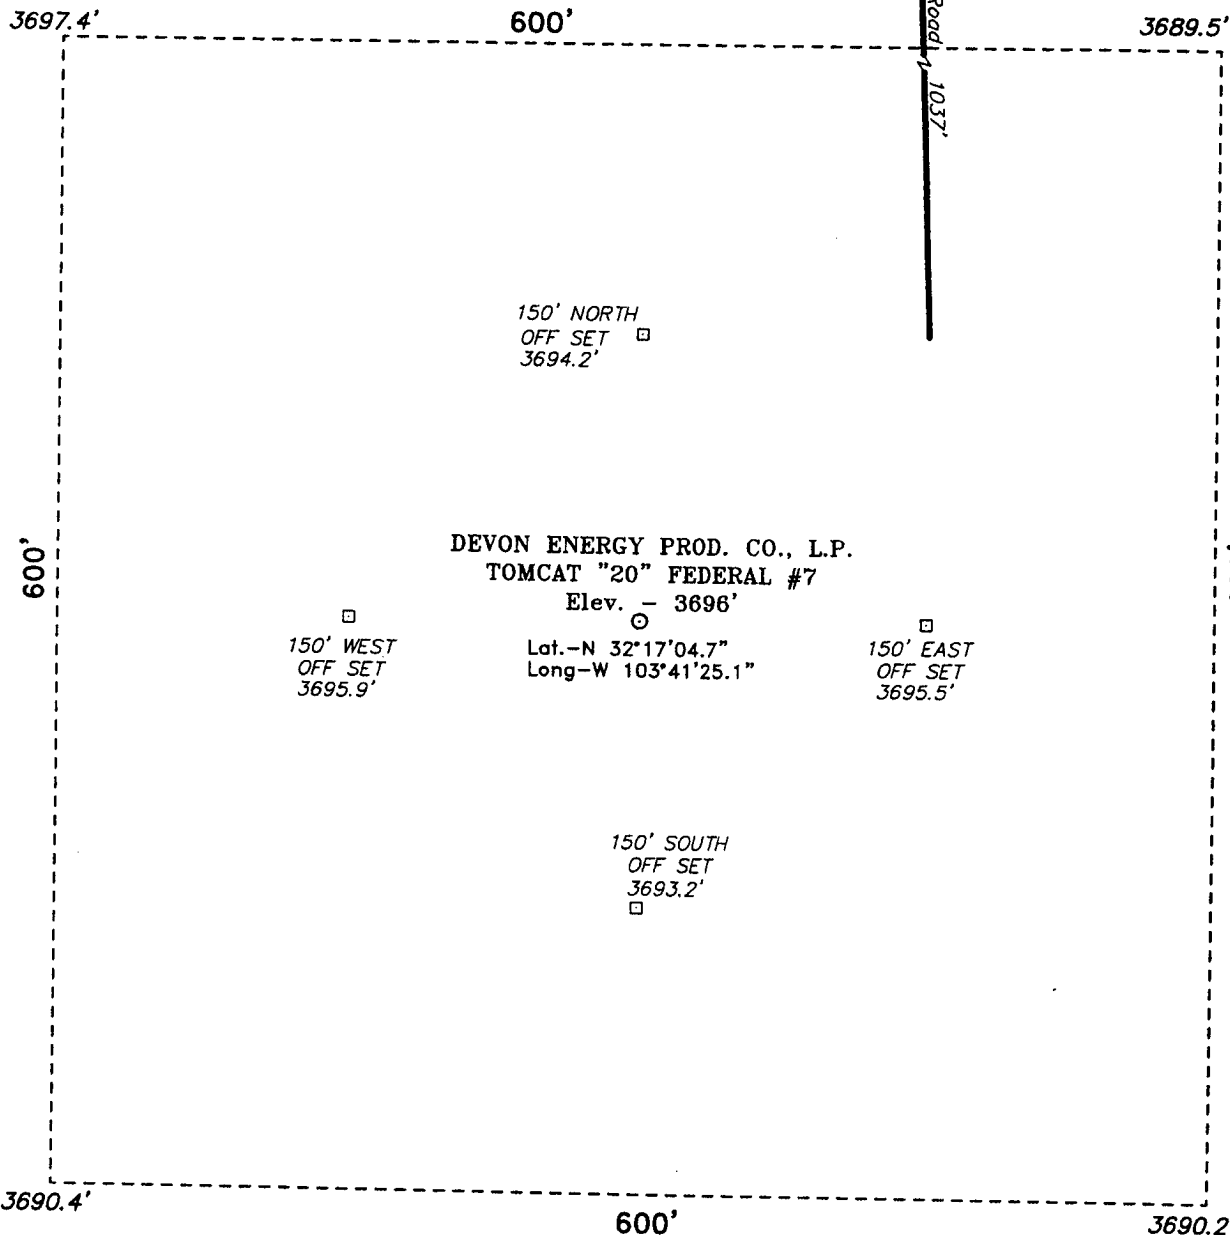 3697.4'
600'
3689.5'
Road 1037'
150' NORTH
OFF SET
3694.2'
600'
DEVON ENERGY PROD. CO., L.P.
TOMCAT "20" FEDERAL #7
Elev. - 3696'
Lat.-N 32°17'04.7"
Long-W 103°41'25.1"
150' WEST
OFF SET
3695.9'
150' EAST
OFF SET
3695.5'
150' SOUTH
OFF SET
3693.2'
3690.4'
600'
3690.2